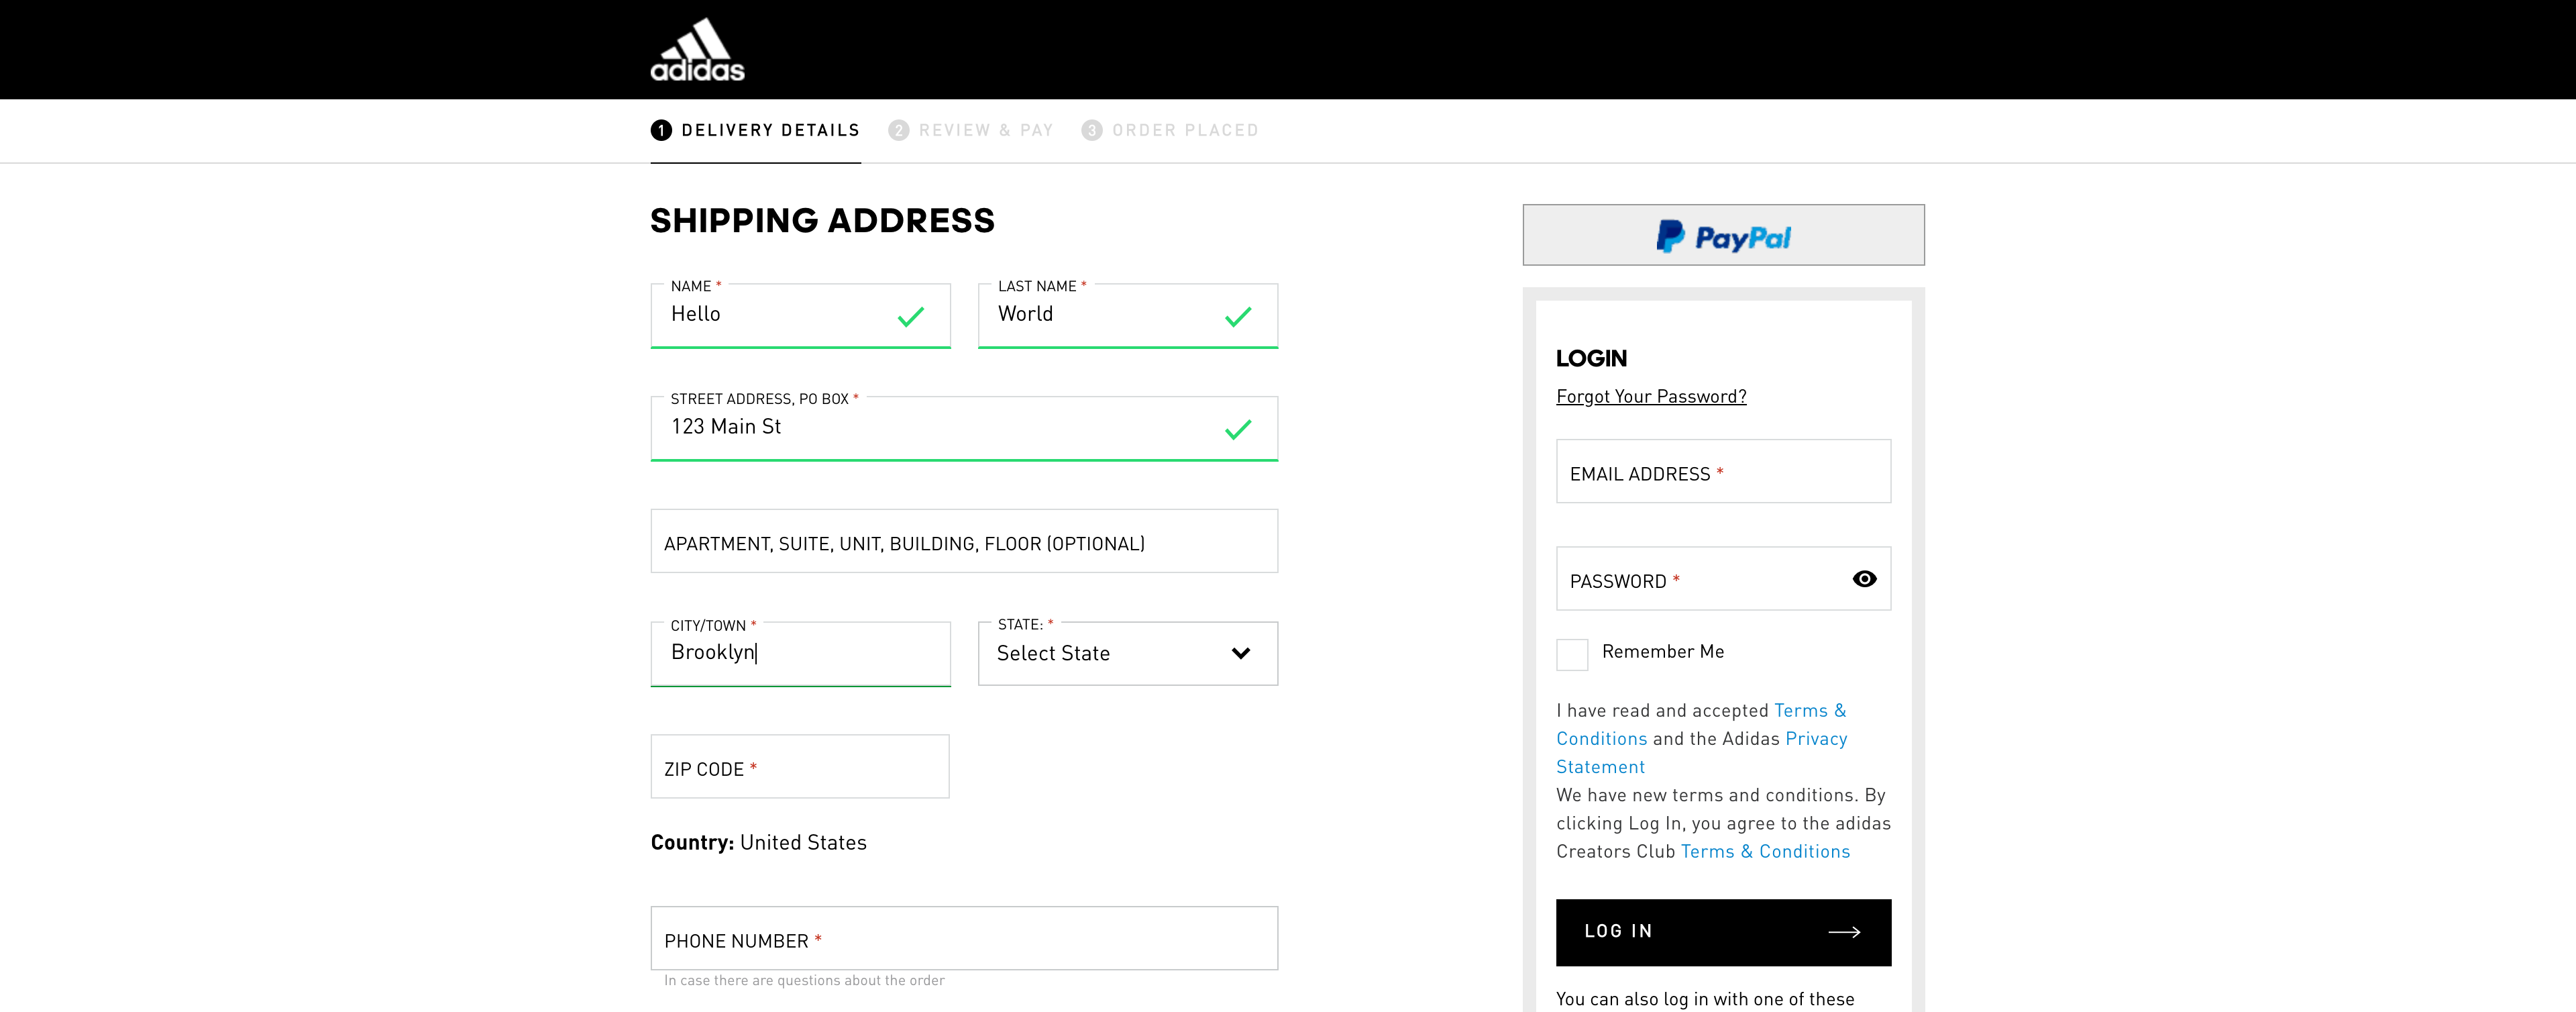 adidas
1 DELIVERY DETAILS 2 REVIEW & PAY 3 ORDER PLACED
SHIPPING ADDRESS
NAME *
Hello
LAST NAME *
World
STREET ADDRESS, PO BOX *
123 Main St
APARTMENT, SUITE, UNIT, BUILDING, FLOOR (OPTIONAL)
CITY/TOWN *
Brooklyn
STATE: *
Select State
ZIP CODE *
Country: United States
PHONE NUMBER *
In case there are questions about the order
PayPal
LOGIN
Forgot Your Password?
EMAIL ADDRESS *
PASSWORD *
Remember Me
I have read and accepted Terms &
Conditions and the Adidas Privacy
Statement
We have new terms and conditions. By
clicking Log In, you agree to the adidas
Creators Club Terms & Conditions
LOG IN
You can also log in with one of these